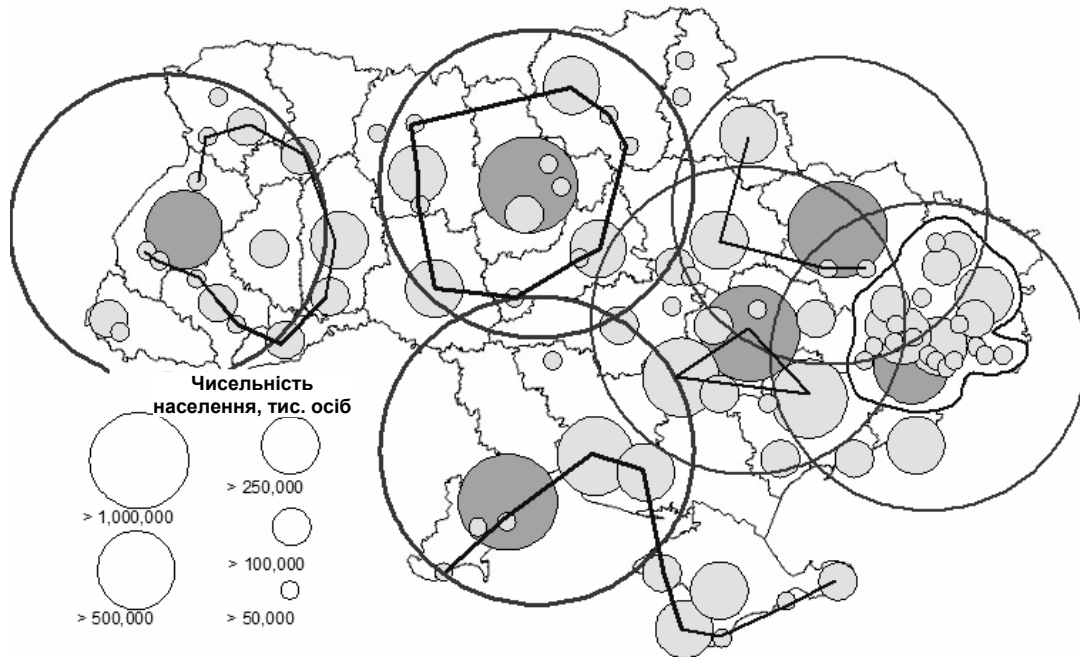 Чисельність
населення, тис. осіб
> 1,000,000
> 250,000
> 500,000
> 100,000
> 50,000